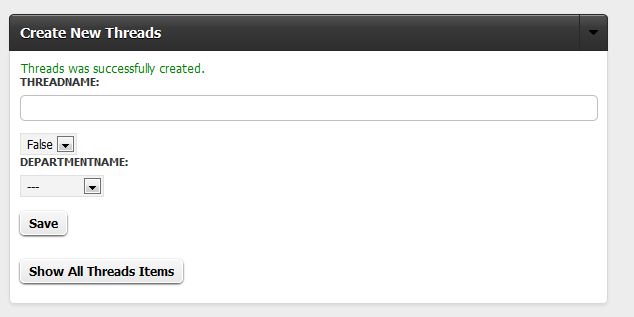 Create New Threads
Threads was successfully created.
THREADNAME:
False
DEPARTMENTNAME:
---
Save
Show All Threads Items